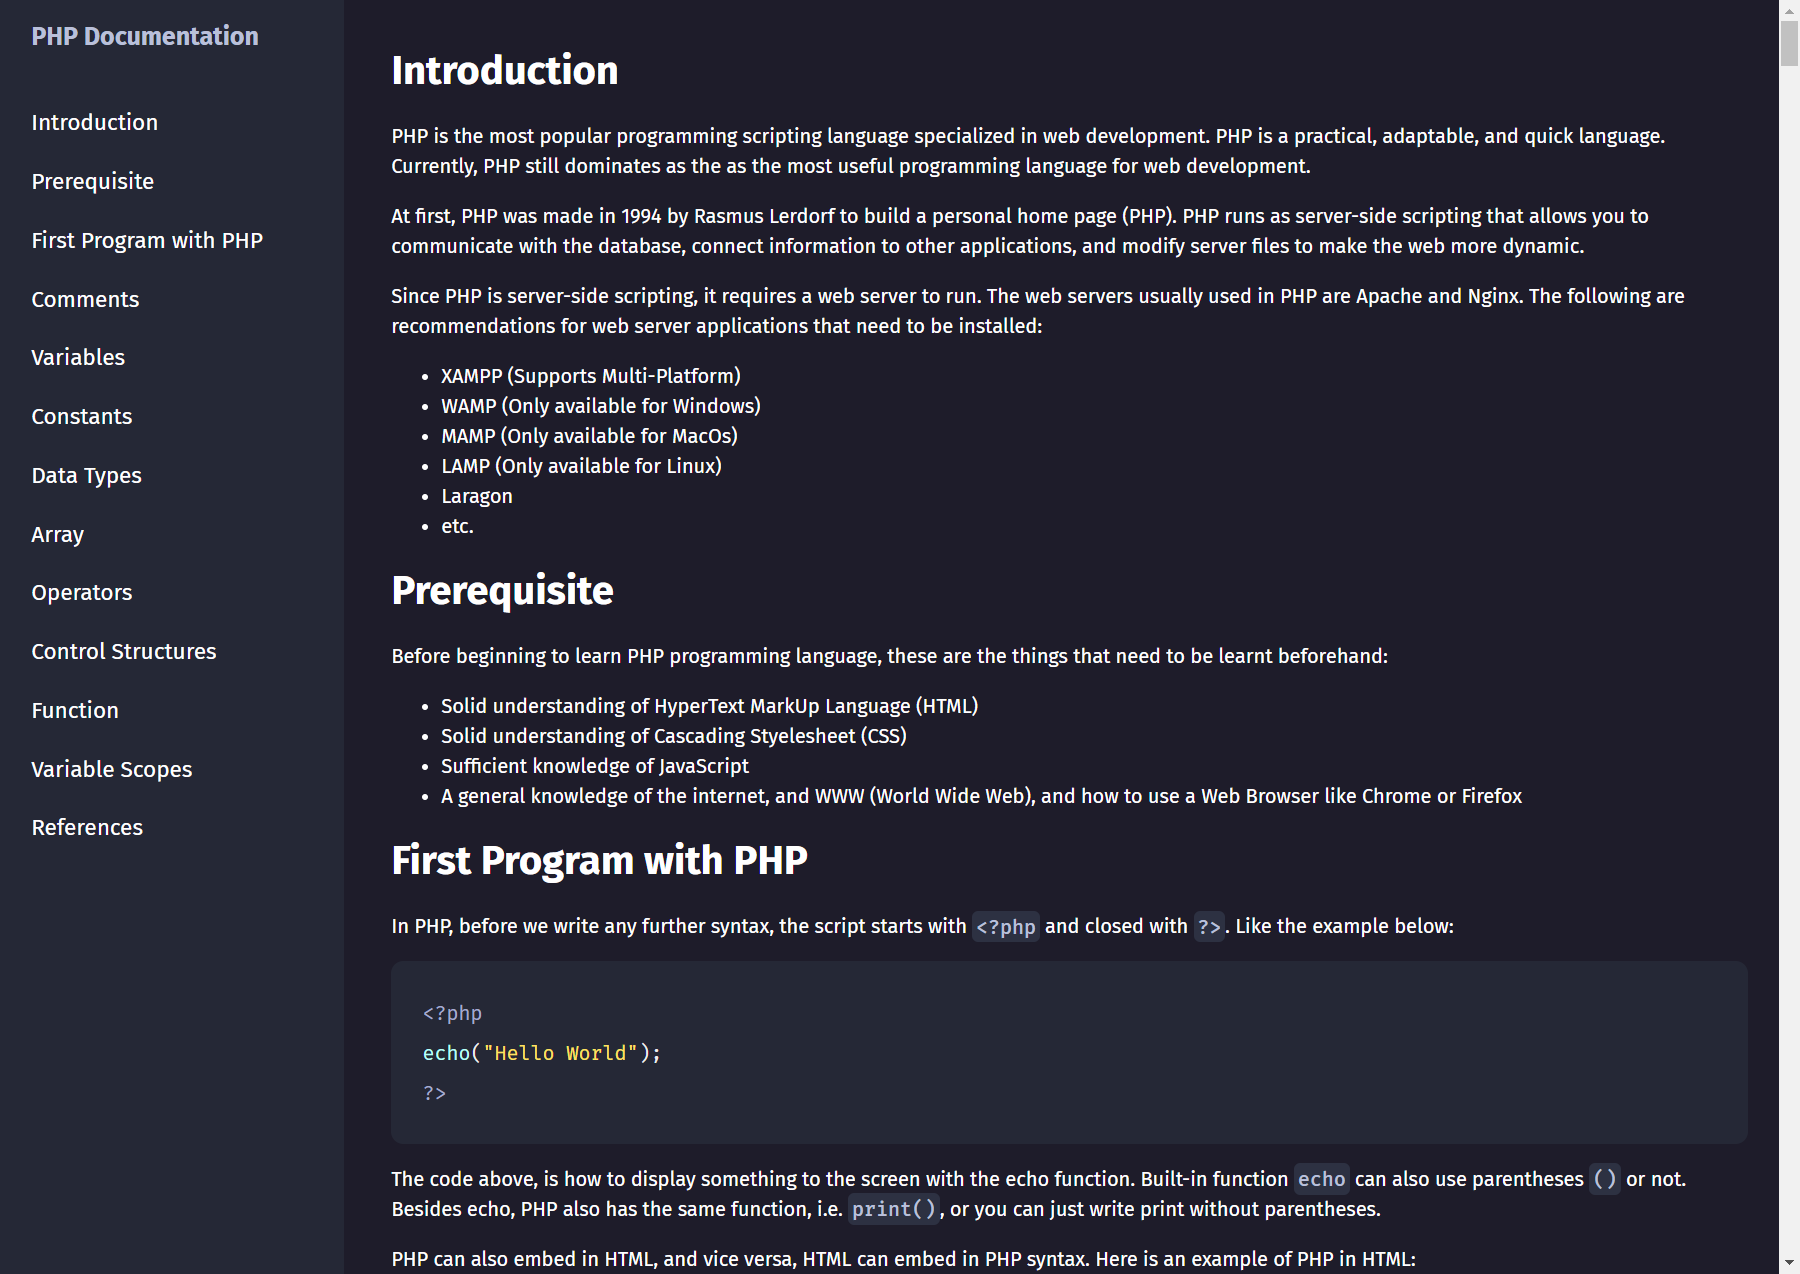 PHP Documentation
Introduction
Prerequisite
First Program with PHP
Comments
Variables
Constants
Data Types
Array
Operators
Control Structures
Function
Variable Scopes
References
Introduction
PHP is the most popular programming scripting language specialized in web development. PHP is a practical, adaptable, and quick language.
Currently, PHP still dominates as the as the most useful programming language for web development.
At first, PHP was made in 1994 by Rasmus Lerdorf to build a personal home page (PHP). PHP runs as server-side scripting that allows you to
communicate with the database, connect information to other applications, and modify server files to make the web more dynamic.
Since PHP is server-side scripting, it requires a web server to run. The web servers usually used in PHP are Apache and Nginx. The following are
recommendations for web server applications that need to be installed:
• XAMPP (Supports Multi-Platform)
• WAMP (Only available for Windows)
• MAMP (Only available for MacOs)
• LAMP (Only available for Linux)
• Laragon
• etc.
Prerequisite
Before beginning to learn PHP programming language, these are the things that need to be learnt beforehand:
• Solid understanding of HyperText MarkUp Language (HTML)
• Solid understanding of Cascading Styelesheet (CSS)
• Sufficient knowledge of JavaScript
• A general knowledge of the internet, and WWW (World Wide Web), and how to use a Web Browser like Chrome or Firefox
First Program with PHP
In PHP, before we write any further syntax, the script starts with <?php and closed with ?>. Like the example below:
<?php
echo("Hello World");
?>
The code above, is how to display something to the screen with the echo function. Built-in function echo can also use parentheses () or not.
Besides echo, PHP also has the same function, i.e. print(), or you can just write print without parentheses.
PHP can also embed in HTML, and vice versa, HTML can embed in PHP syntax. Here is an example of PHP in HTML: